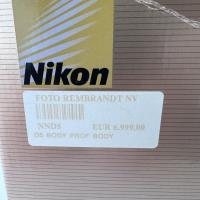 Nikon
FOTO REMBRANDT NV
NND5 EUR 6.999,00
D5 BODY PROF BODY